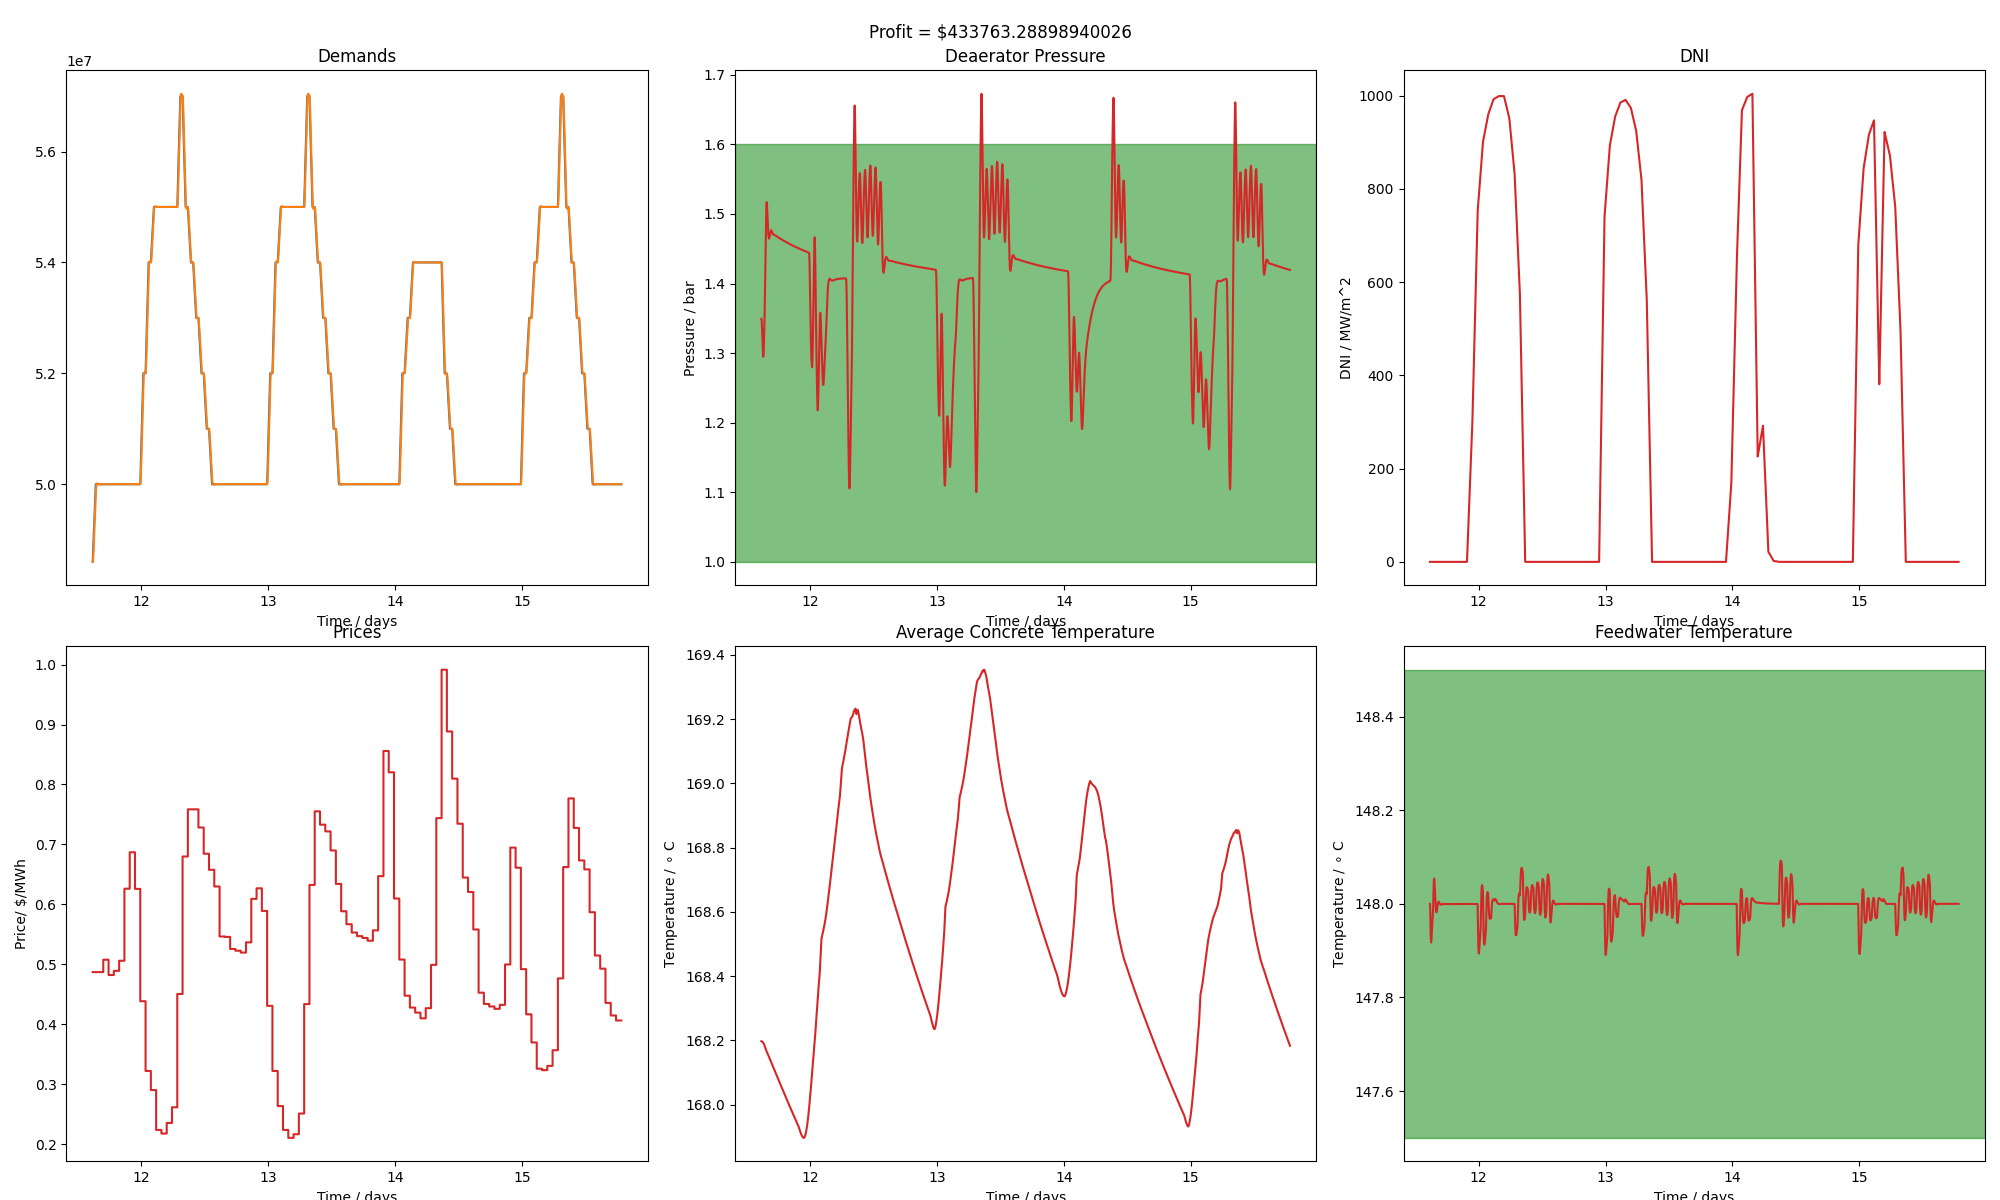 Profit = $433763.28898940026
Demands
1e7
5.6
5.4
5.2
5.0
12 13 14 15
Time / days
Deaerator Pressure
Pressure / bar
1.7
1.6
1.5
1.4
1.3
1.2
1.1
1.0
12 13 14 15
Time / days
DNI
DNI / MW/m^2
1000
800
600
400
200
0
12 13 14 15
Time / days
Prices
Price/ $/MWh
1.0
0.9
0.8
0.7
0.6
0.5
0.4
0.3
0.2
12 13 14 15
Time / days
Average Concrete Temperature
Temperature / ∘ C
169.4
169.2
169.0
168.8
168.6
168.4
168.2
168.0
12 13 14 15
Time / days
Feedwater Temperature
Temperature / ∘ C
148.4
148.2
148.0
147.8
147.6
12 13 14 15
Time / days